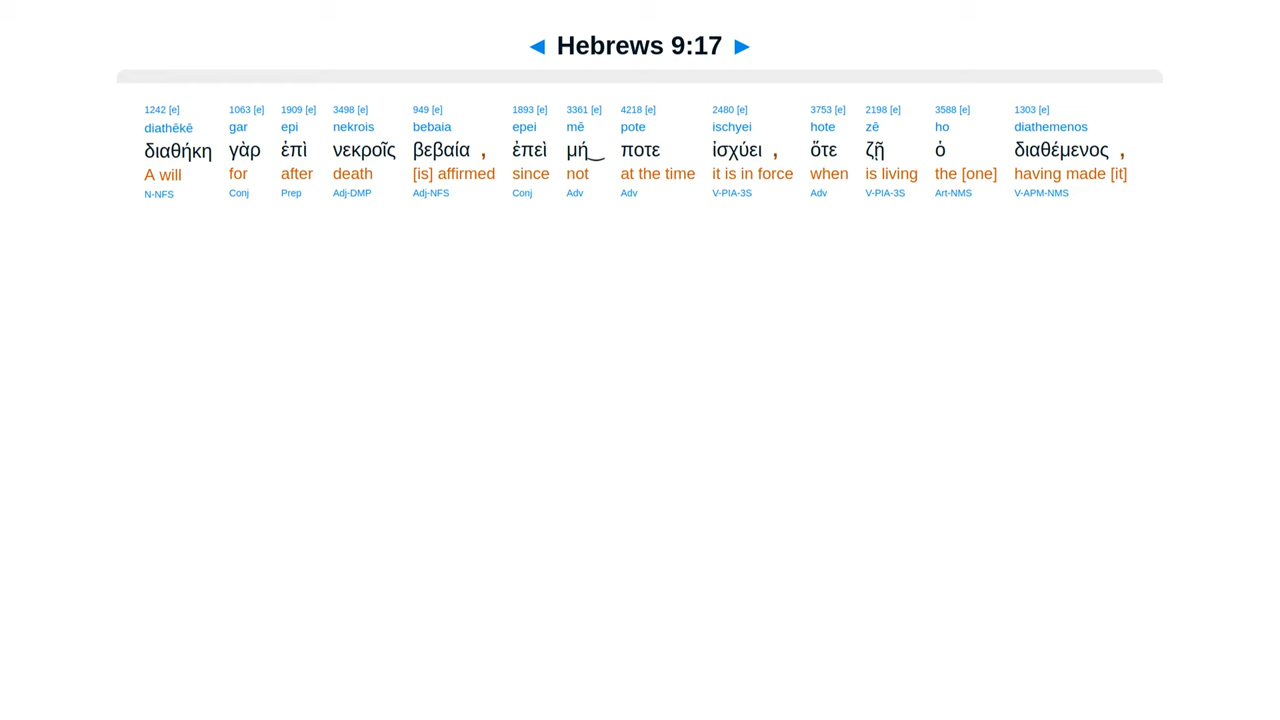 ◄ Hebrews 9:17 ►
1242 [e] 1063 [e] 1909 [e] 3498 [e] 949 [e] 1893 [e] 3361 [e] 4218 [e] 2480 [e] 3753 [e] 2198 [e] 3588 [e] 1303 [e]
diathēkē gar epi nekrois bebaia epei mē pote ischyei hote zē ho diathemenos
διαθήκη γὰρ ἐπὶ νεκροῖς βεβαία , ἐπεὶ μή‿ ποτε ἰσχύει , ὅτε ζῇ ὁ διαθέμενος ,
A will for after death [is] affirmed since not at the time it is in force when is living the [one] having made [it]
N-NFS Conj Prep Adj-DMP Adj-NFS Conj Adv Adv V-PIA-3S Adv V-PIA-3S Art-NMS V-APM-NMS